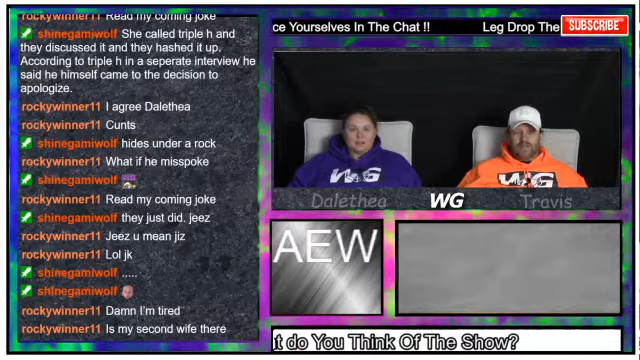 rockywinner11 Read my coming joke
shinegamiwolf She called triple h and
they discussed it and they hashed it up.
According to triple h in a seperate interview he
said he himself came to the decision to
apologize.
rockywinner11 I agree Dalethea
rockywinner11 Cunts
shinegamiwolf hides under a rock
rockywinner11 What if he misspoke
shinegamiwolf
rockywinner11 Read my coming joke
shinegamiwolf they just did. jeez
rockywinner11 Jeez u mean jiz
rockywinner11 Lol jk
shinegamiwolf .....
shinegamiwolf
rockywinner11 Damn I'm tired
rockywinner11 Is my second wife there
ce Yourselves In The Chat !! Leg Drop The
SUBSCRIBE
WG
WG
Dalethea WG Travis
AEW
t do You Think Of The Show?